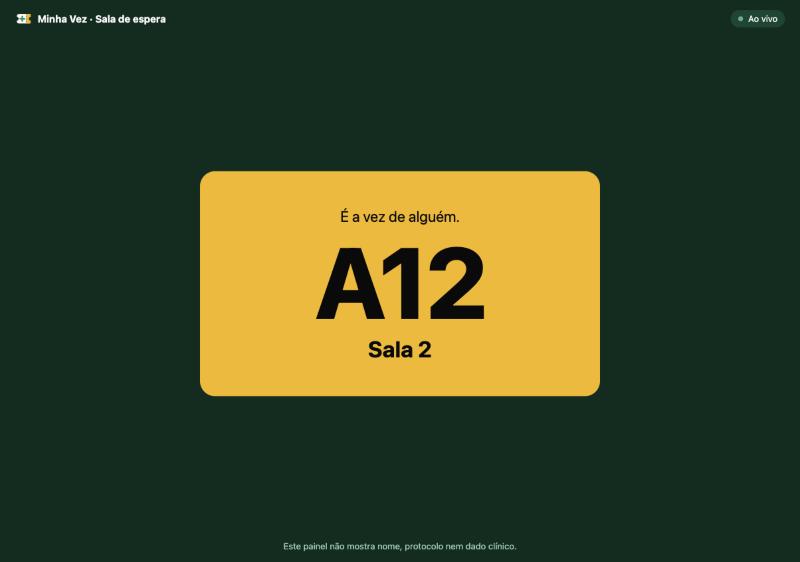 Minha Vez · Sala de espera
Ao vivo
É a vez de alguém.
A12
Sala 2
Este painel não mostra nome, protocolo nem dado clínico.